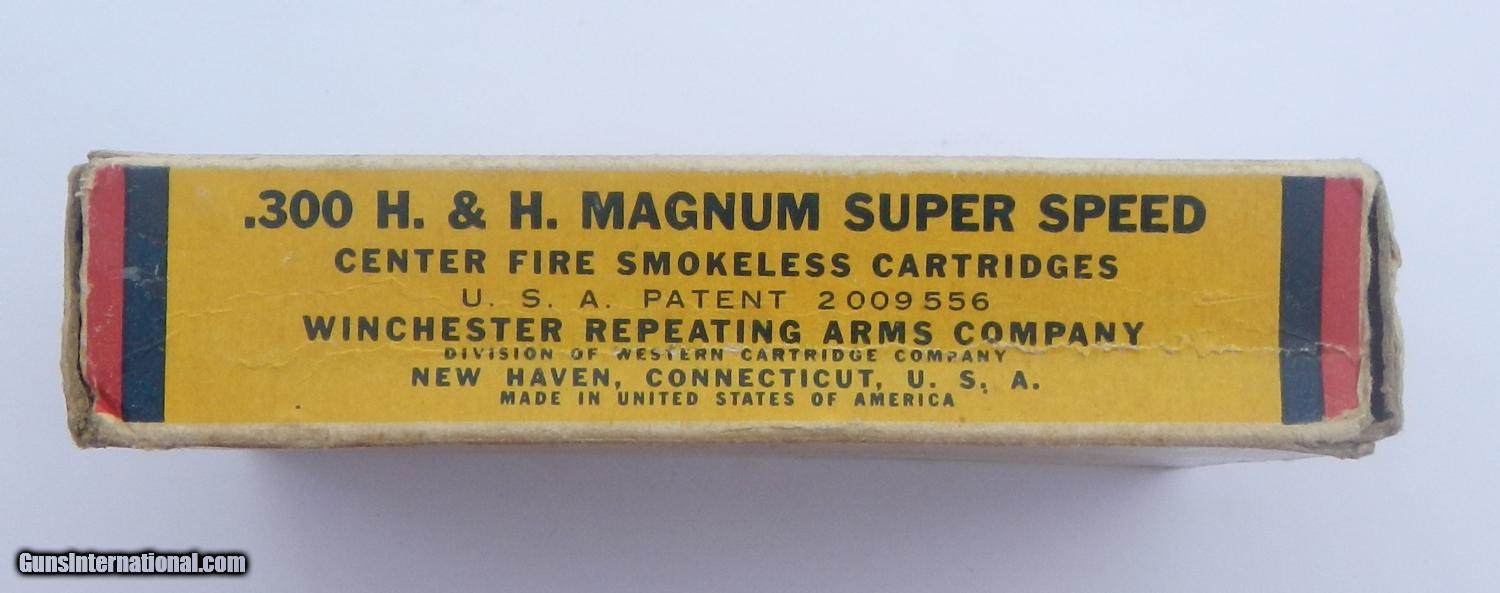 .300 H. & H. MAGNUM SUPER SPEED
CENTER FIRE SMOKELESS CARTRIDGES
U. S. A. PATENT 2009556
WINCHESTER REPEATING ARMS COMPANY
DIVISION OF WESTERN CARTRIDGE COMPANY
NEW HAVEN, CONNECTICUT, U. S. A.
MADE IN UNITED STATES OF AMERICA
GunsInternational.com